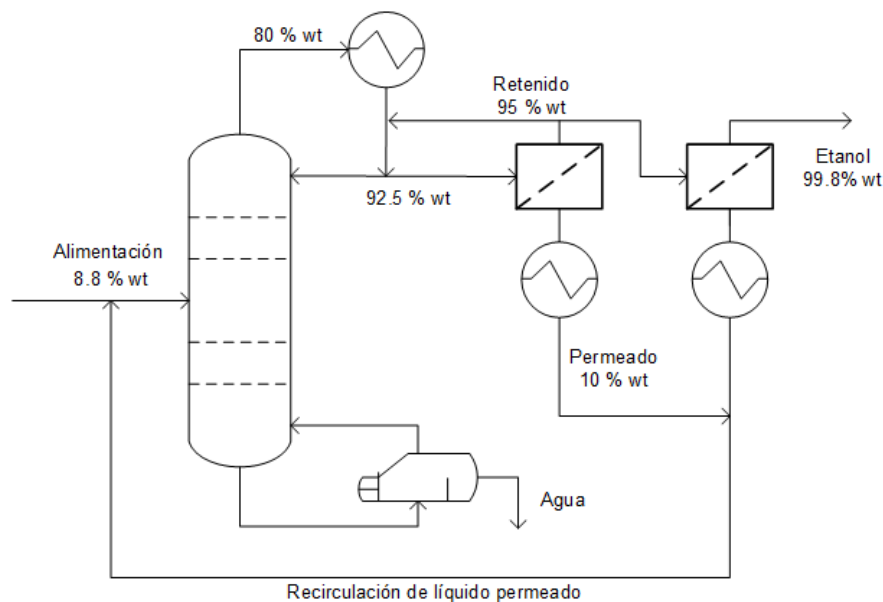 80 % wt
Retenido
95 % wt
Etanol
99.8% wt
92.5 % wt
Alimentación
8.8 % wt
Permeado
10 % wt
Agua
Recirculación de líquido permeado